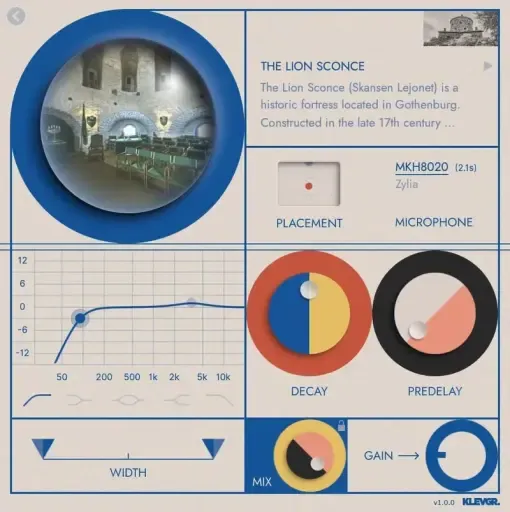 THE LION SCONCE
The Lion Sconce (Skansen Lejonet) is a
historic fortress located in Gothenburg.
Constructed in the late 17th century ...
MKH8020 (2.1s)
Zylia
PLACEMENT
MICROPHONE
12
6
0
-6
-12
50 200 500 1k 2k 5k 10k
DECAY
PREDELAY
WIDTH
MIX
GAIN
v1.0.0 KLEVGR.